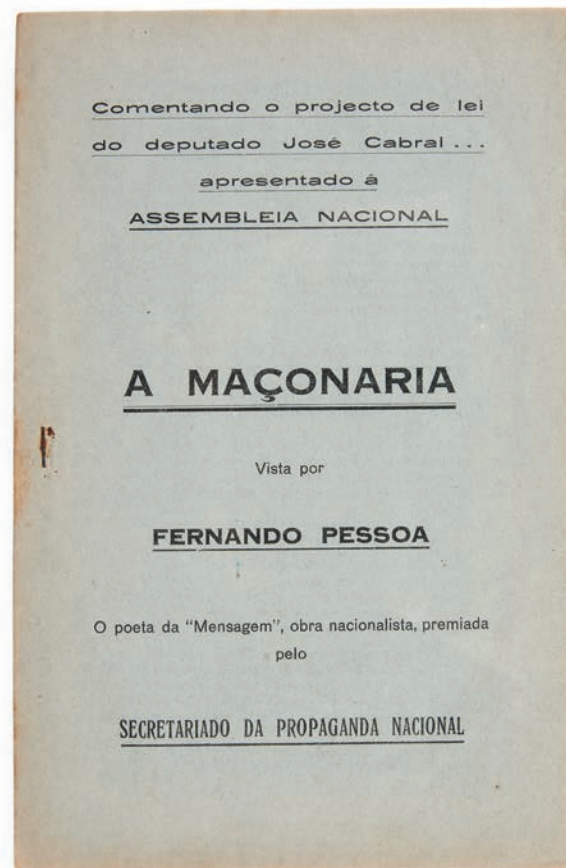 Comentando o projecto de lei
do deputado José Cabral ...
apresentado á
ASSEMBLEIA NACIONAL
A MAÇONARIA
Vista por
FERNANDO PESSOA
O poeta da “Mensagem”, obra nacionalista, premiada
pelo
SECRETARIADO DA PROPAGANDA NACIONAL